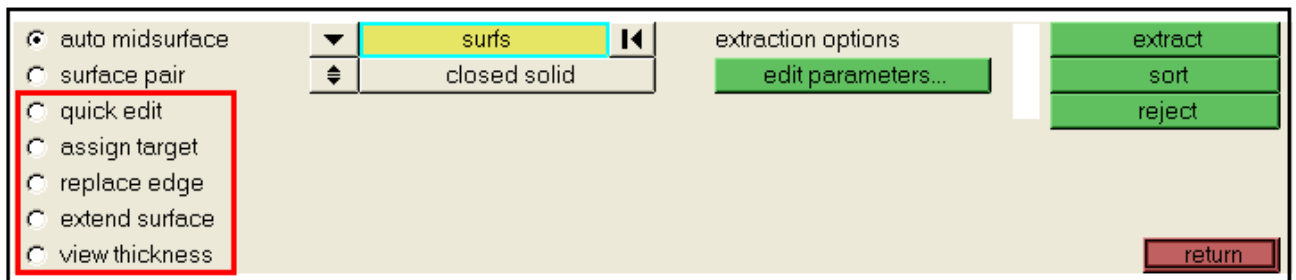 auto midsurface surfs extraction options extract
surface pair closed solid edit parameters... sort
quick edit reject
assign target
replace edge
extend surface
view thickness return